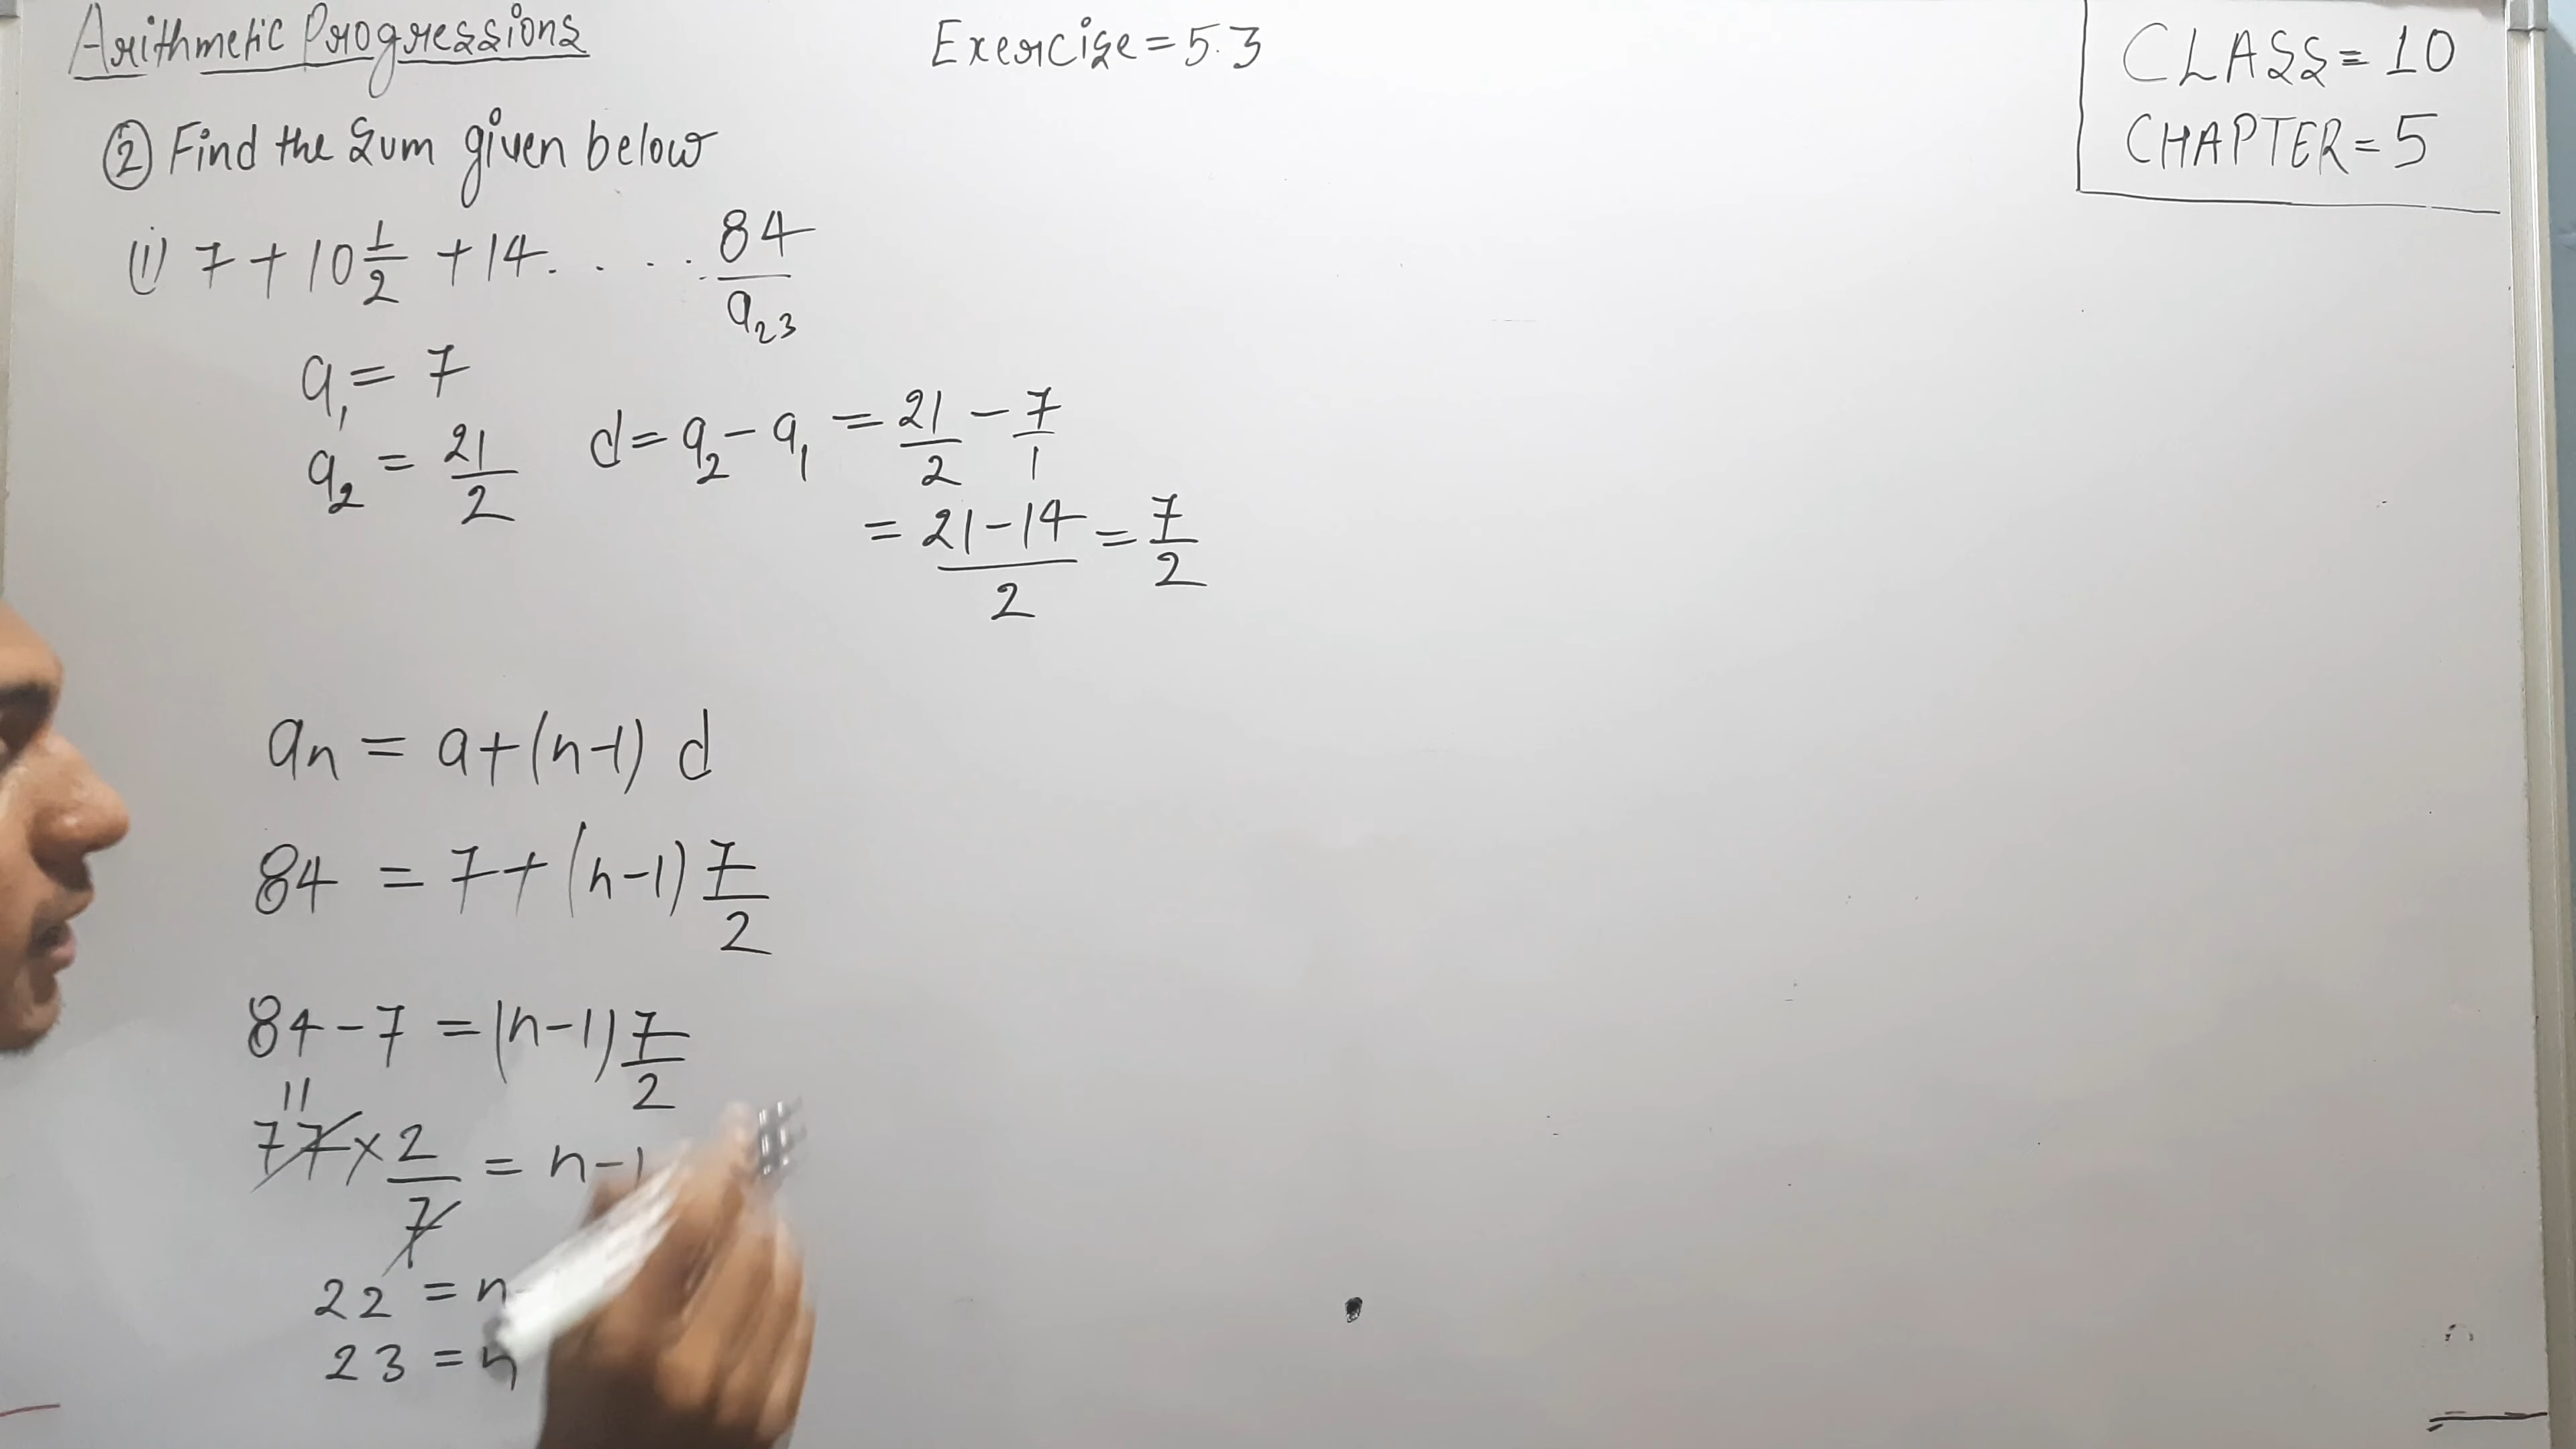 Arithmetic Progressions
Exercise = 5.3
CLASS = 10
CHAPTER = 5
② Find the Sum given below
(i) 7 + 10 1/2 + 14 . . . . . . 84
a₂₃
a₁ = 7
a₂ = 21/2
d = a₂ - a₁ = 21/2 - 7/1
= (21 - 14)/2 = 7/2
an = a + (n-1) d
84 = 7 + (n-1) 7/2
84 - 7 = (n-1) 7/2
11
77 × 2/7 = n - 1
22 = n
23 = n